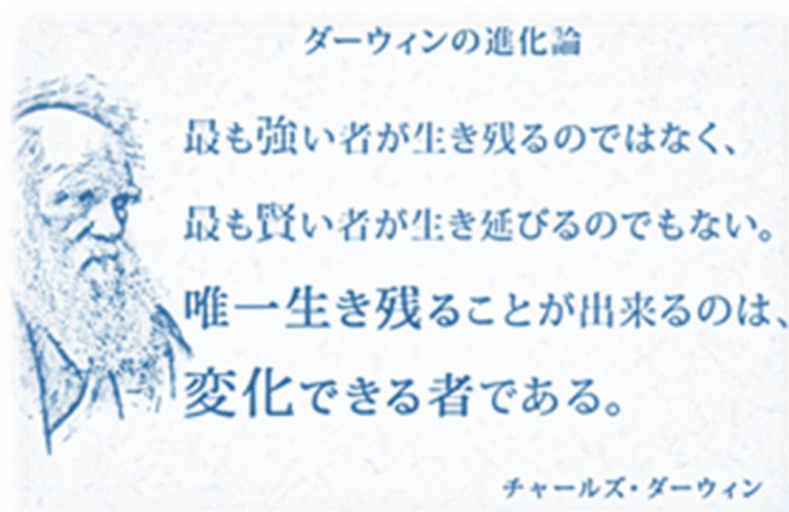 ダーウィンの進化論
最も強い者が生き残るのではなく、
最も賢い者が生き延びるのでもない。
唯一生き残ることが出来るのは、
変化できる者である。
チャールズ・ダーウィン